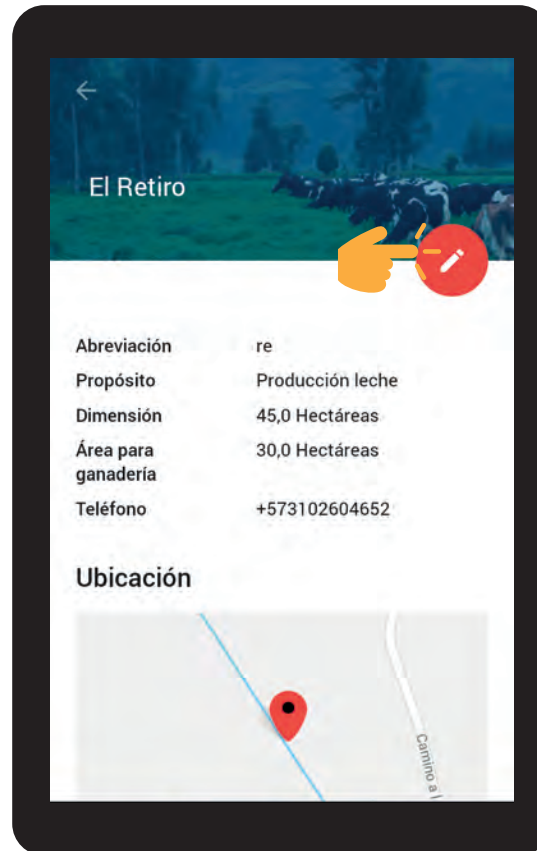 El Retiro
Abreviación re
Propósito Producción leche
Dimensión 45,0 Hectáreas
Área para 30,0 Hectáreas
ganadería
Teléfono +573102604652
Ubicación
Camino a l